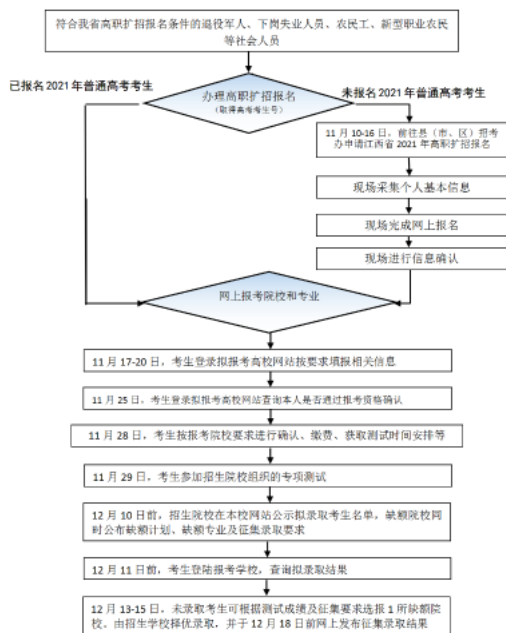 符合我省高职扩招报名条件的退役军人、下岗失业人员、农民工、新型职业农民
等社会人员
已报名 2021 年普通高考考生
未报名 2021 年普通高考考生
办理高职扩招报名
（取得高考考生号）
11 月 10-16 日，前往县（市、区）招考
办申请江西省 2021 年高职扩招报名
现场采集个人基本信息
现场完成网上报名
现场进行信息确认
网上报考院校和专业
11 月 17-20 日，考生登录拟报考高校网站按要求填报相关信息
11 月 25 日，考生登录拟报考高校网站查询本人是否通过报考资格确认
11 月 28 日，考生按报考院校要求进行确认、缴费、获取测试时间安排等
11 月 29 日，考生参加招生院校组织的专项测试
12 月 10 日前，招生院校在本校网站公示拟录取考生名单，缺额院校同
时公布缺额计划、缺额专业及征集录取要求
12 月 11 日前，考生登陆报考学校，查询拟录取结果
12 月 13-15 日，未录取考生可根据测试成绩及征集要求选报 1 所缺额院
校。由招生学校择优录取，并于 12 月 18 日前网上发布征集录取结果